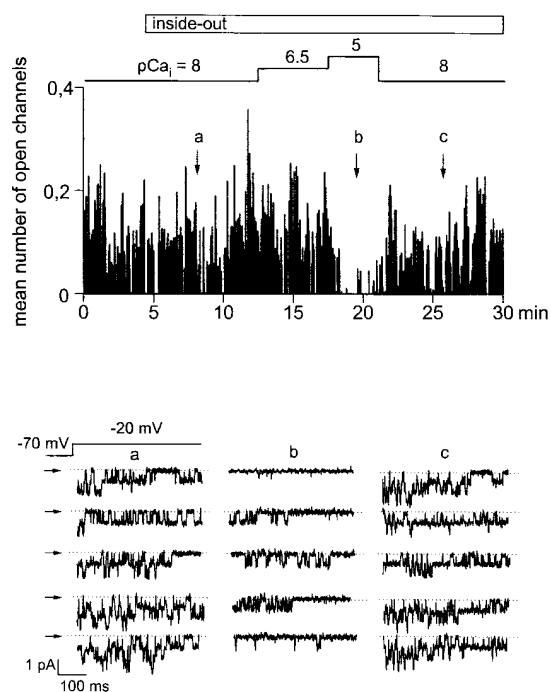 inside-out
pCai = 8
6.5
5
8
mean number of open channels
0,4
0,2
0
a
b
c
0 5 10 15 20 25 30 min
-20 mV
-70 mV
a b c
1 pA
100 ms